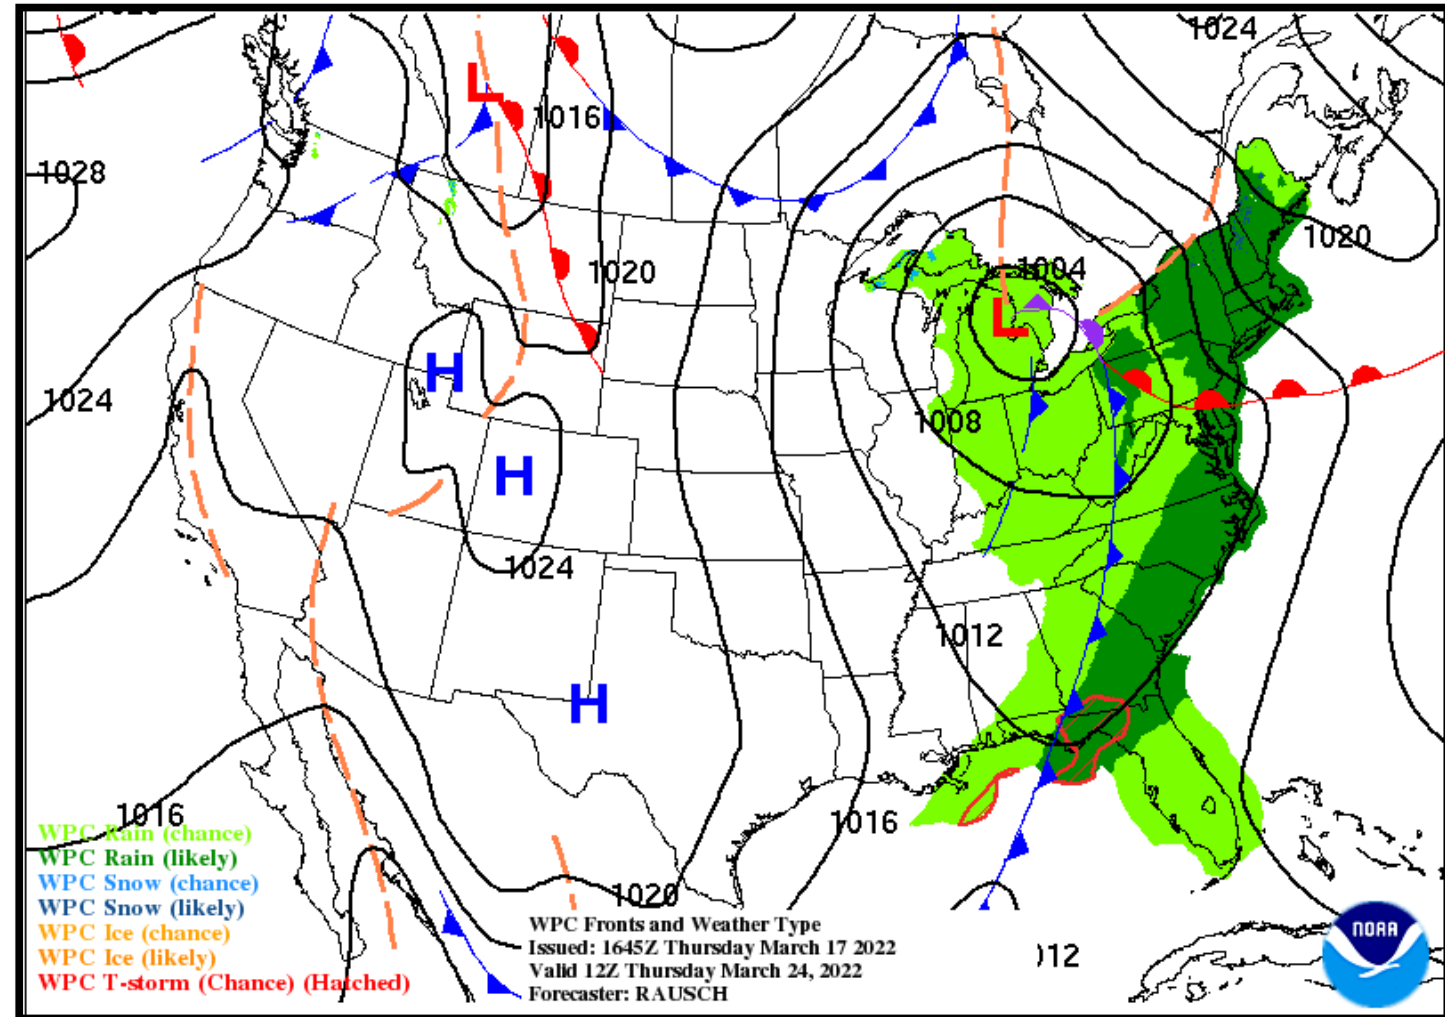 1024
1016
1028
1020
1020
1004
H
L
L
1024
1008
H
1024
1012
H
1016
1016
1020
012
WPC Rain (chance)
WPC Rain (likely)
WPC Snow (chance)
WPC Snow (likely)
WPC Ice (chance)
WPC Ice (likely)
WPC T-storm (Chance) (Hatched)
WPC Fronts and Weather Type
Issued: 1645Z Thursday March 17 2022
Valid 12Z Thursday March 24, 2022
Forecaster: RAUSCH
NOAA